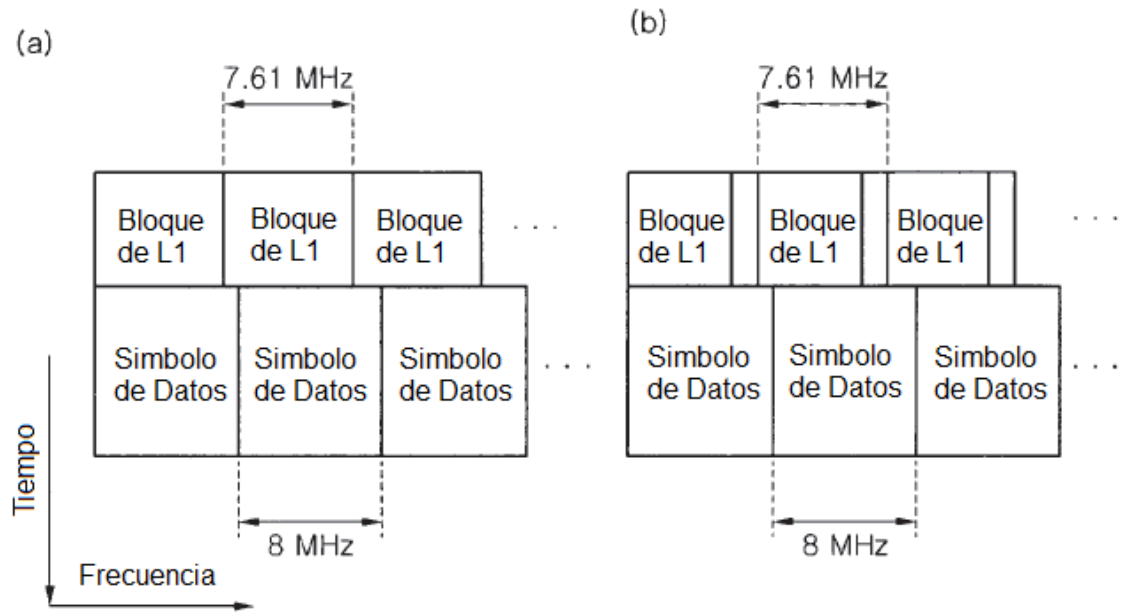 (a)
7.61 MHz
Bloque
de L1
Bloque
de L1
Bloque
de L1
. . .
Simbolo
de Datos
Simbolo
de Datos
Simbolo
de Datos
. . .
8 MHz
Tiempo
Frecuencia
(b)
7.61 MHz
Bloque
de L1
Bloque
de L1
Bloque
de L1
. . .
Simbolo
de Datos
Simbolo
de Datos
Simbolo
de Datos
. . .
8 MHz